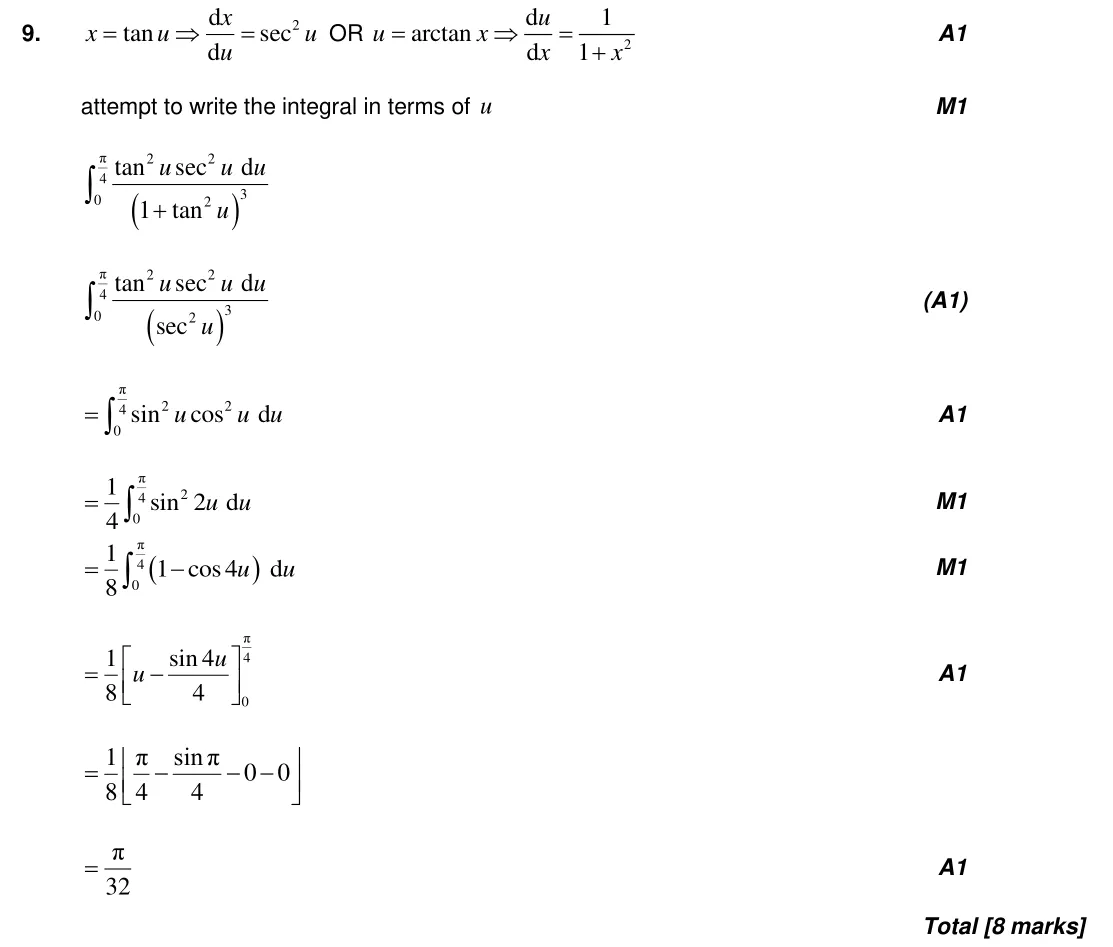 9. x = tan u ⇒ dx/du = sec² u OR u = arctan x ⇒ du/dx = 1/(1 + x²) A1
attempt to write the integral in terms of u M1
∫₀^(π/4) (tan² u sec² u du)/(1 + tan² u)³
∫₀^(π/4) (tan² u sec² u du)/(sec² u)³ (A1)
= ∫₀^(π/4) sin² u cos² u du A1
= 1/4 ∫₀^(π/4) sin² 2u du M1
= 1/8 ∫₀^(π/4) (1 − cos 4u) du M1
= 1/8 [u − (sin 4u)/4]₀^(π/4) A1
= 1/8 ⌊π/4 − (sin π)/4 − 0 − 0⌋
= π/32 A1
Total [8 marks]